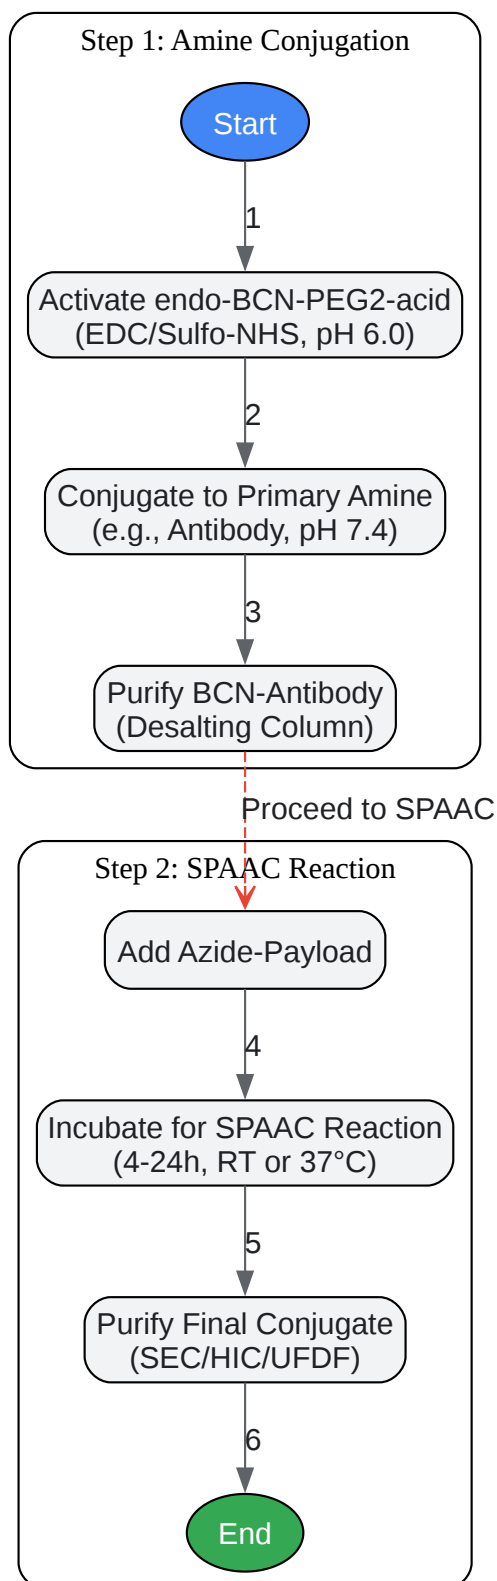 Step 1: Amine Conjugation
Start
1
Activate endo-BCN-PEG2-acid
(EDC/Sulfo-NHS, pH 6.0)
2
Conjugate to Primary Amine
(e.g., Antibody, pH 7.4)
3
Purify BCN-Antibody
(Desalting Column)
Proceed to SPAAC
Step 2: SPAAC Reaction
Add Azide-Payload
4
Incubate for SPAAC Reaction
(4-24h, RT or 37°C)
5
Purify Final Conjugate
(SEC/HIC/UFDF)
6
End